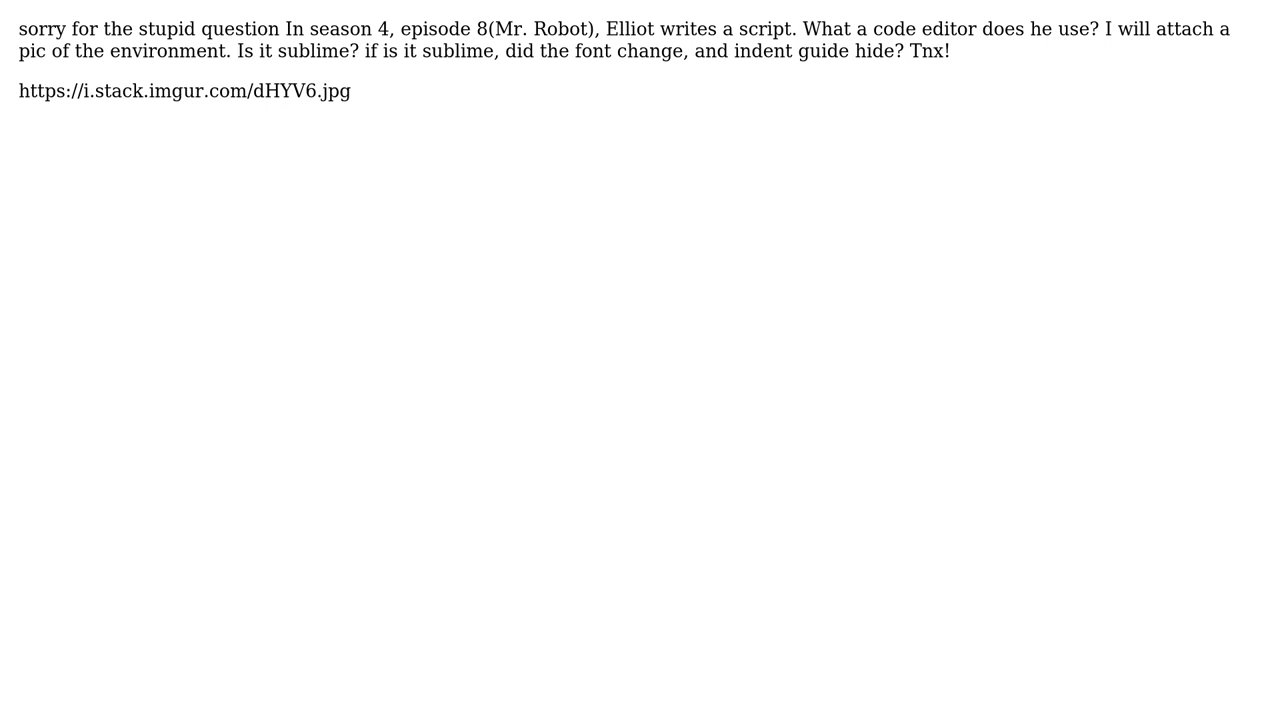 sorry for the stupid question In season 4, episode 8(Mr. Robot), Elliot writes a script. What a code editor does he use? I will attach a
pic of the environment. Is it sublime? if is it sublime, did the font change, and indent guide hide? Tnx!
https://i.stack.imgur.com/dHYV6.jpg